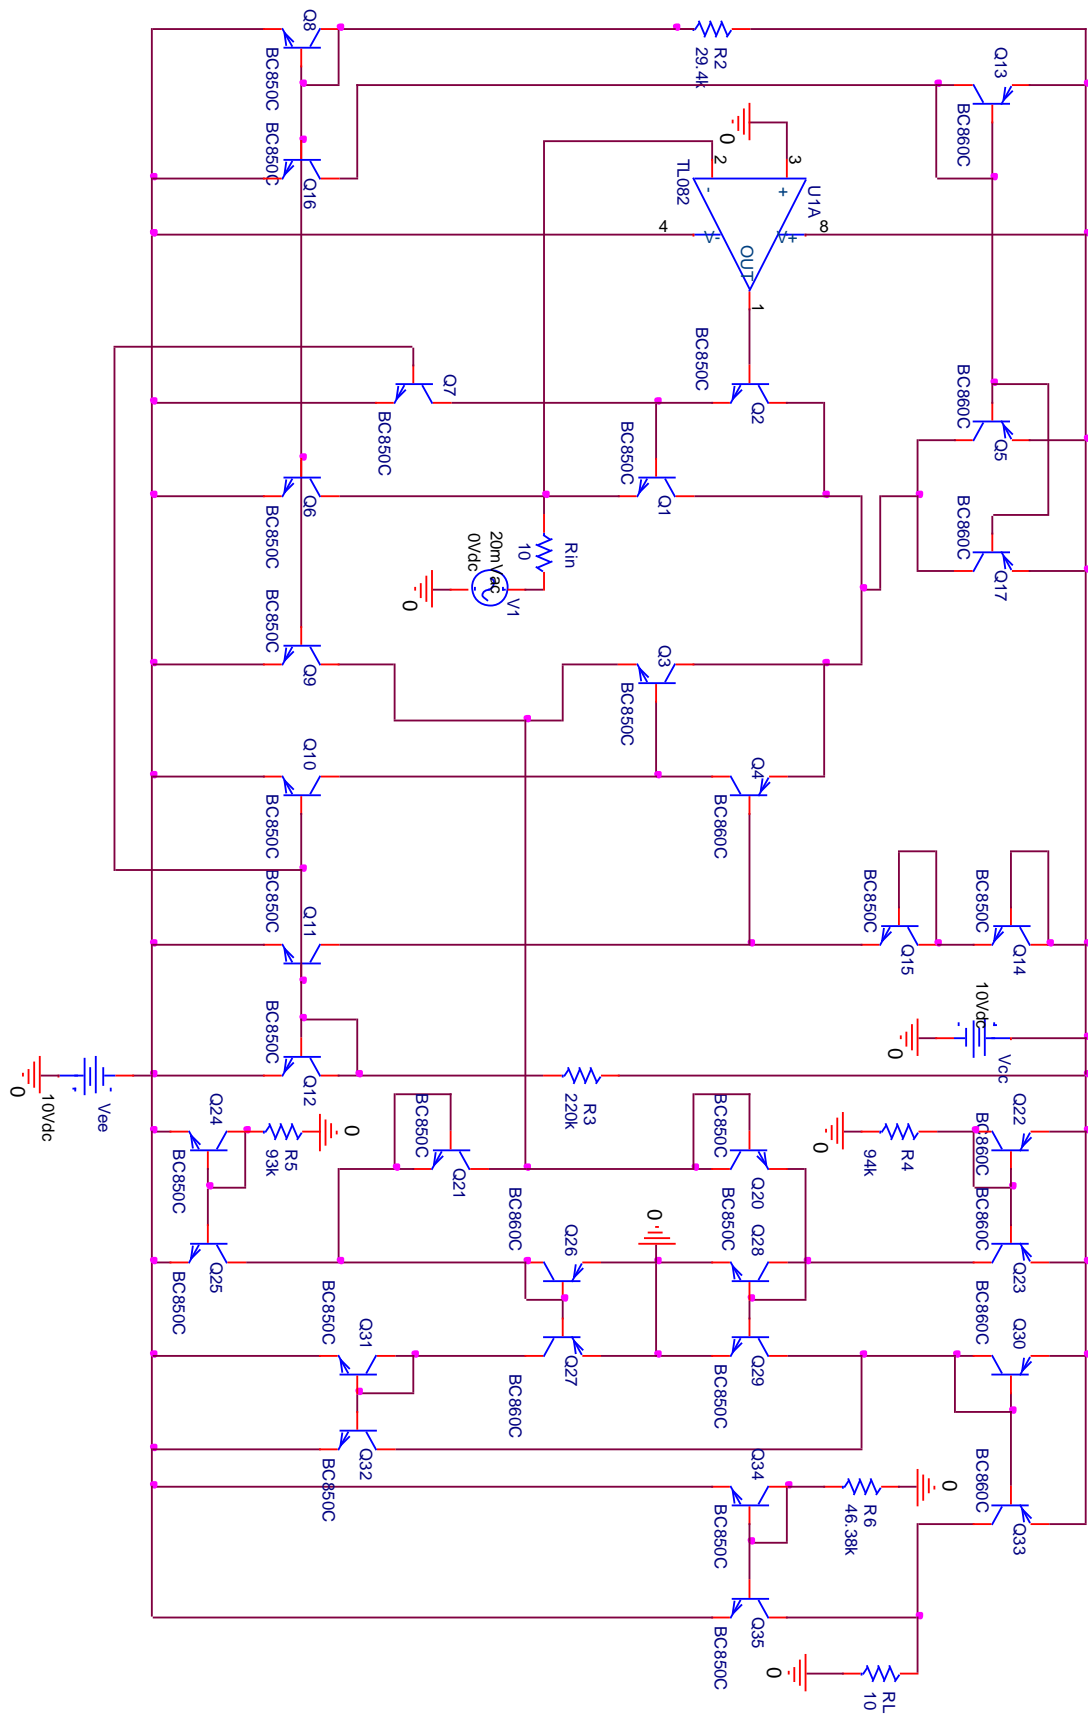 Q8
BC850C
R2
29.4k
Q13
BC860C
BC850C
Q16
0
2
3
TL082
U1A
-
+
4
V-
V+
8
OUT
1
BC850C
Q2
Q7
BC850C
BC860C
Q5
BC850C
Q1
Q6
BC850C
BC860C
Q17
Rin
10
20mVac
0Vdc
V1
0
BC850C
Q9
Q3
BC850C
Q10
BC850C
Q4
BC860C
BC850C
Q11
BC850C
Q15
BC850C
Q14
10Vdc
Vcc
0
BC850C
Q12
R3
220k
Vee
10Vdc
0
Q24
BC850C
R5
93k
0
BC850C
Q21
BC850C
Q20
0
R4
94k
Q22
BC860C
BC850C
Q25
BC860C
Q26
0
BC850C
Q28
BC860C
Q23
BC850C
Q31
Q27
BC860C
Q29
BC850C
BC860C
Q30
Q32
BC850C
Q34
BC850C
R6
46.38k
0
BC860C
Q33
Q35
BC850C
0
RL
10